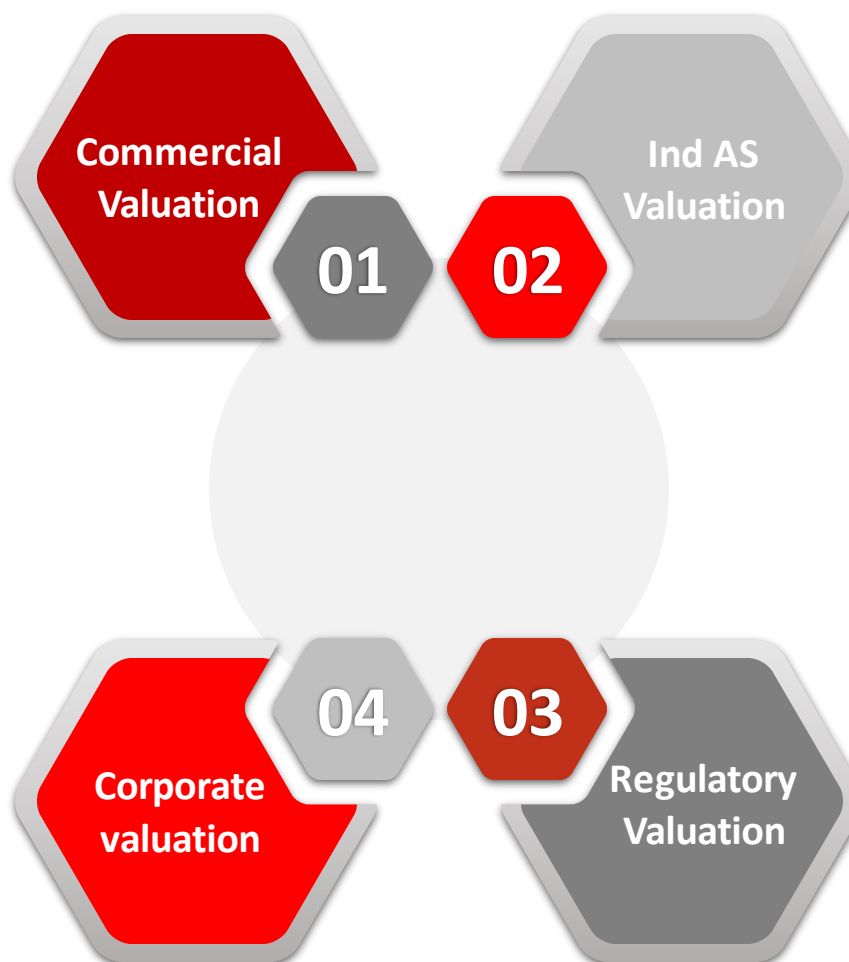 Commercial
Valuation
01
Ind AS
Valuation
02
Regulatory
Valuation
03
Corporate
valuation
04